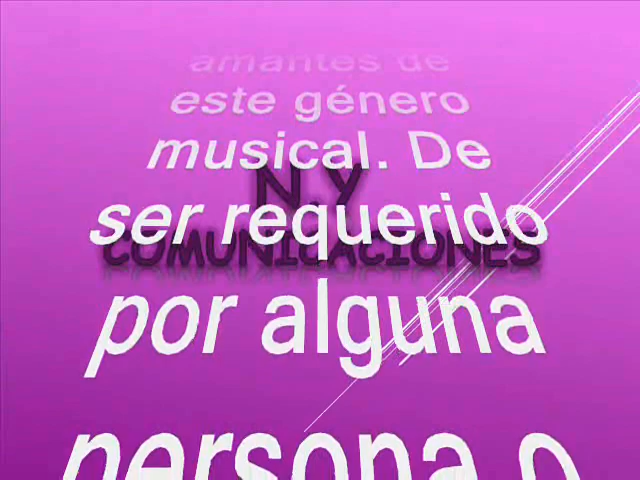 amantes de
este género
musical. De
ser requerido
por alguna
persona o
N.Y
COMUNICACIONES